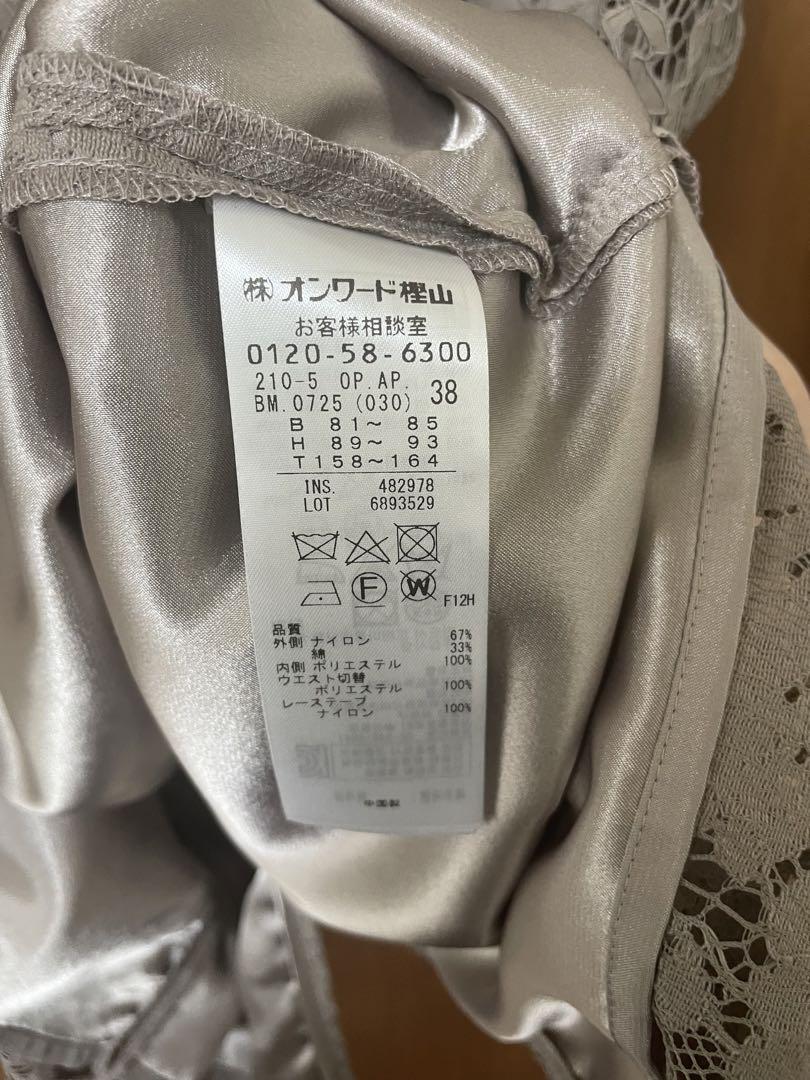 (株)オンワード樫山
お客様相談室
0120-58-6300
210-5 OP.AP. 38
BM.0725 (030)
B 81〜 85
H 89〜 93
T158〜164
INS. 482978
LOT 6893529
F W F12H
品質
外側 ナイロン 67%
綿 33%
内側 ポリエステル 100%
ウエスト切替
ポリエステル 100%
レーステープ
ナイロン 100%